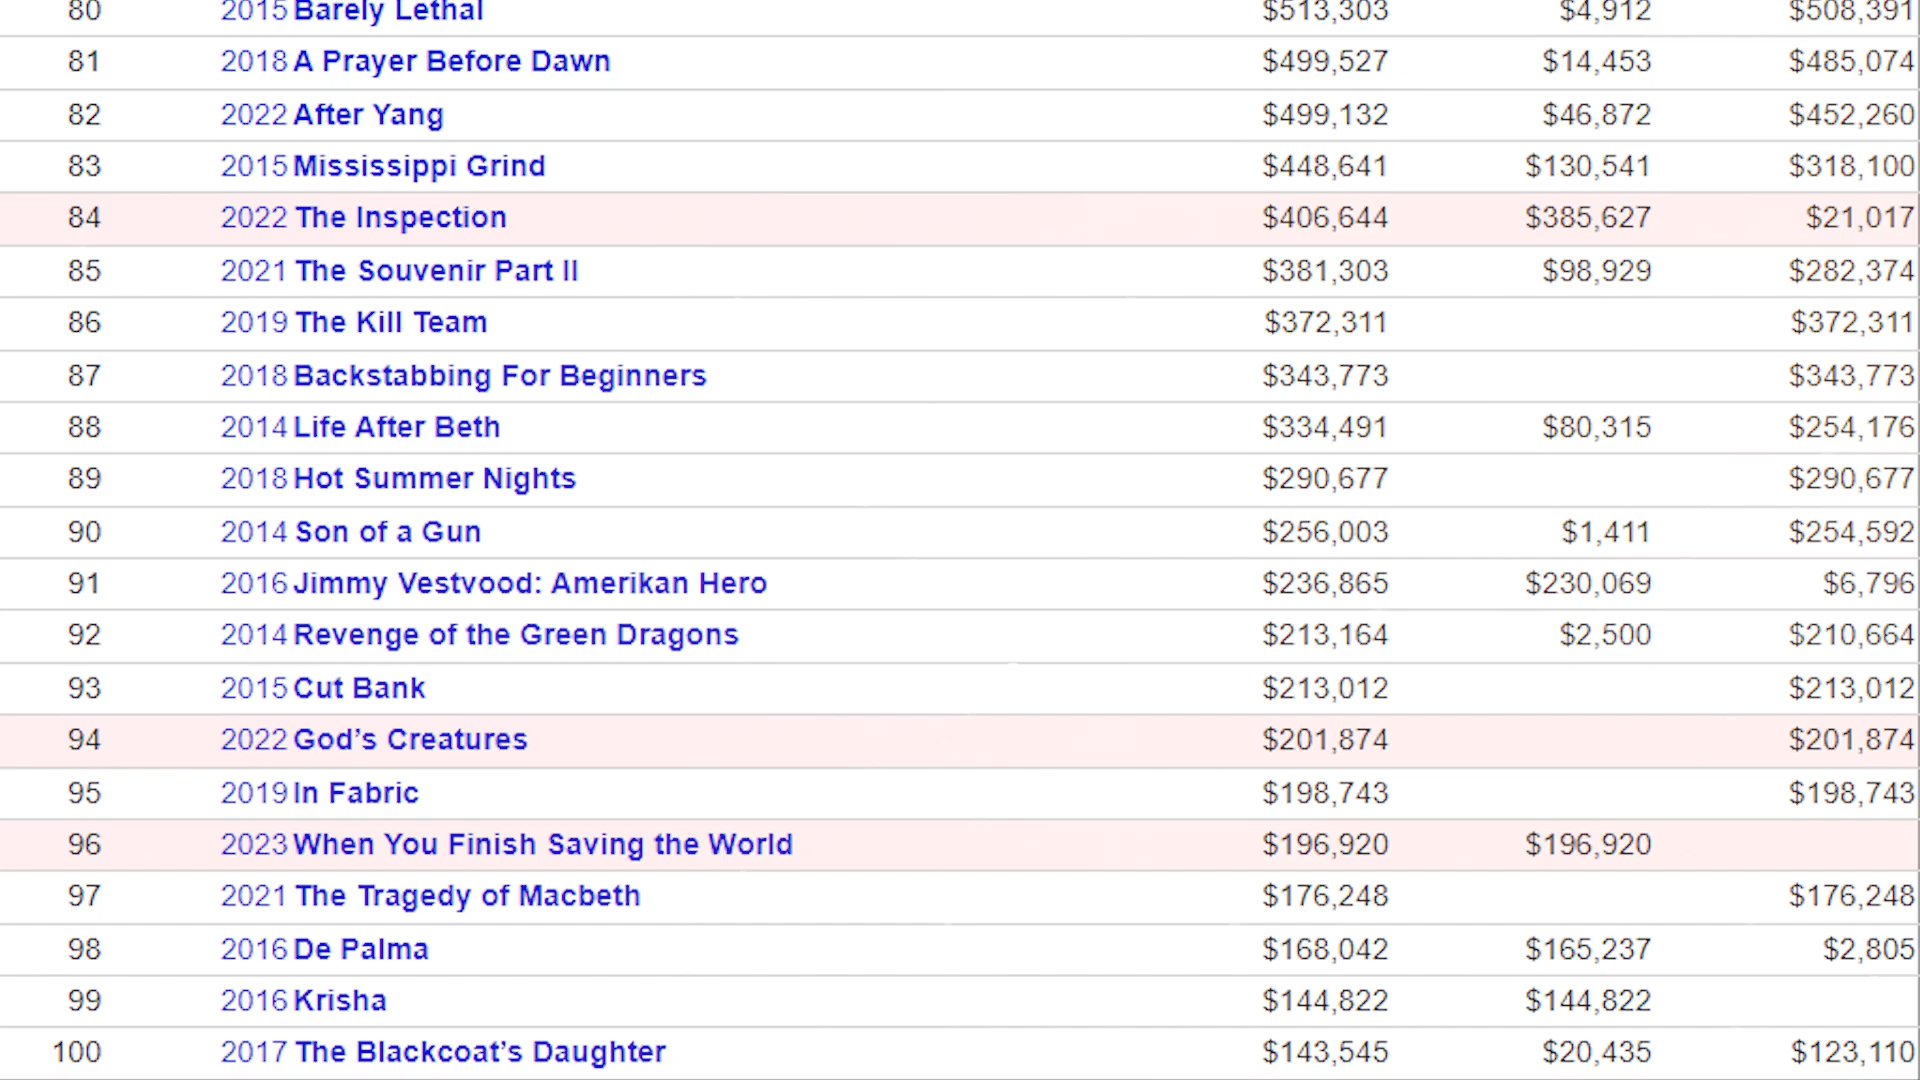 80 2015 Barely Lethal $513,303 $4,912 $508,391
81 2018 A Prayer Before Dawn $499,527 $14,453 $485,074
82 2022 After Yang $499,132 $46,872 $452,260
83 2015 Mississippi Grind $448,641 $130,541 $318,100
84 2022 The Inspection $406,644 $385,627 $21,017
85 2021 The Souvenir Part II $381,303 $98,929 $282,374
86 2019 The Kill Team $372,311 $372,311
87 2018 Backstabbing For Beginners $343,773 $343,773
88 2014 Life After Beth $334,491 $80,315 $254,176
89 2018 Hot Summer Nights $290,677 $290,677
90 2014 Son of a Gun $256,003 $1,411 $254,592
91 2016 Jimmy Vestvood: Amerikan Hero $236,865 $230,069 $6,796
92 2014 Revenge of the Green Dragons $213,164 $2,500 $210,664
93 2015 Cut Bank $213,012 $213,012
94 2022 God’s Creatures $201,874 $201,874
95 2019 In Fabric $198,743 $198,743
96 2023 When You Finish Saving the World $196,920 $196,920
97 2021 The Tragedy of Macbeth $176,248 $176,248
98 2016 De Palma $168,042 $165,237 $2,805
99 2016 Krisha $144,822 $144,822
100 2017 The Blackcoat’s Daughter $143,545 $20,435 $123,110